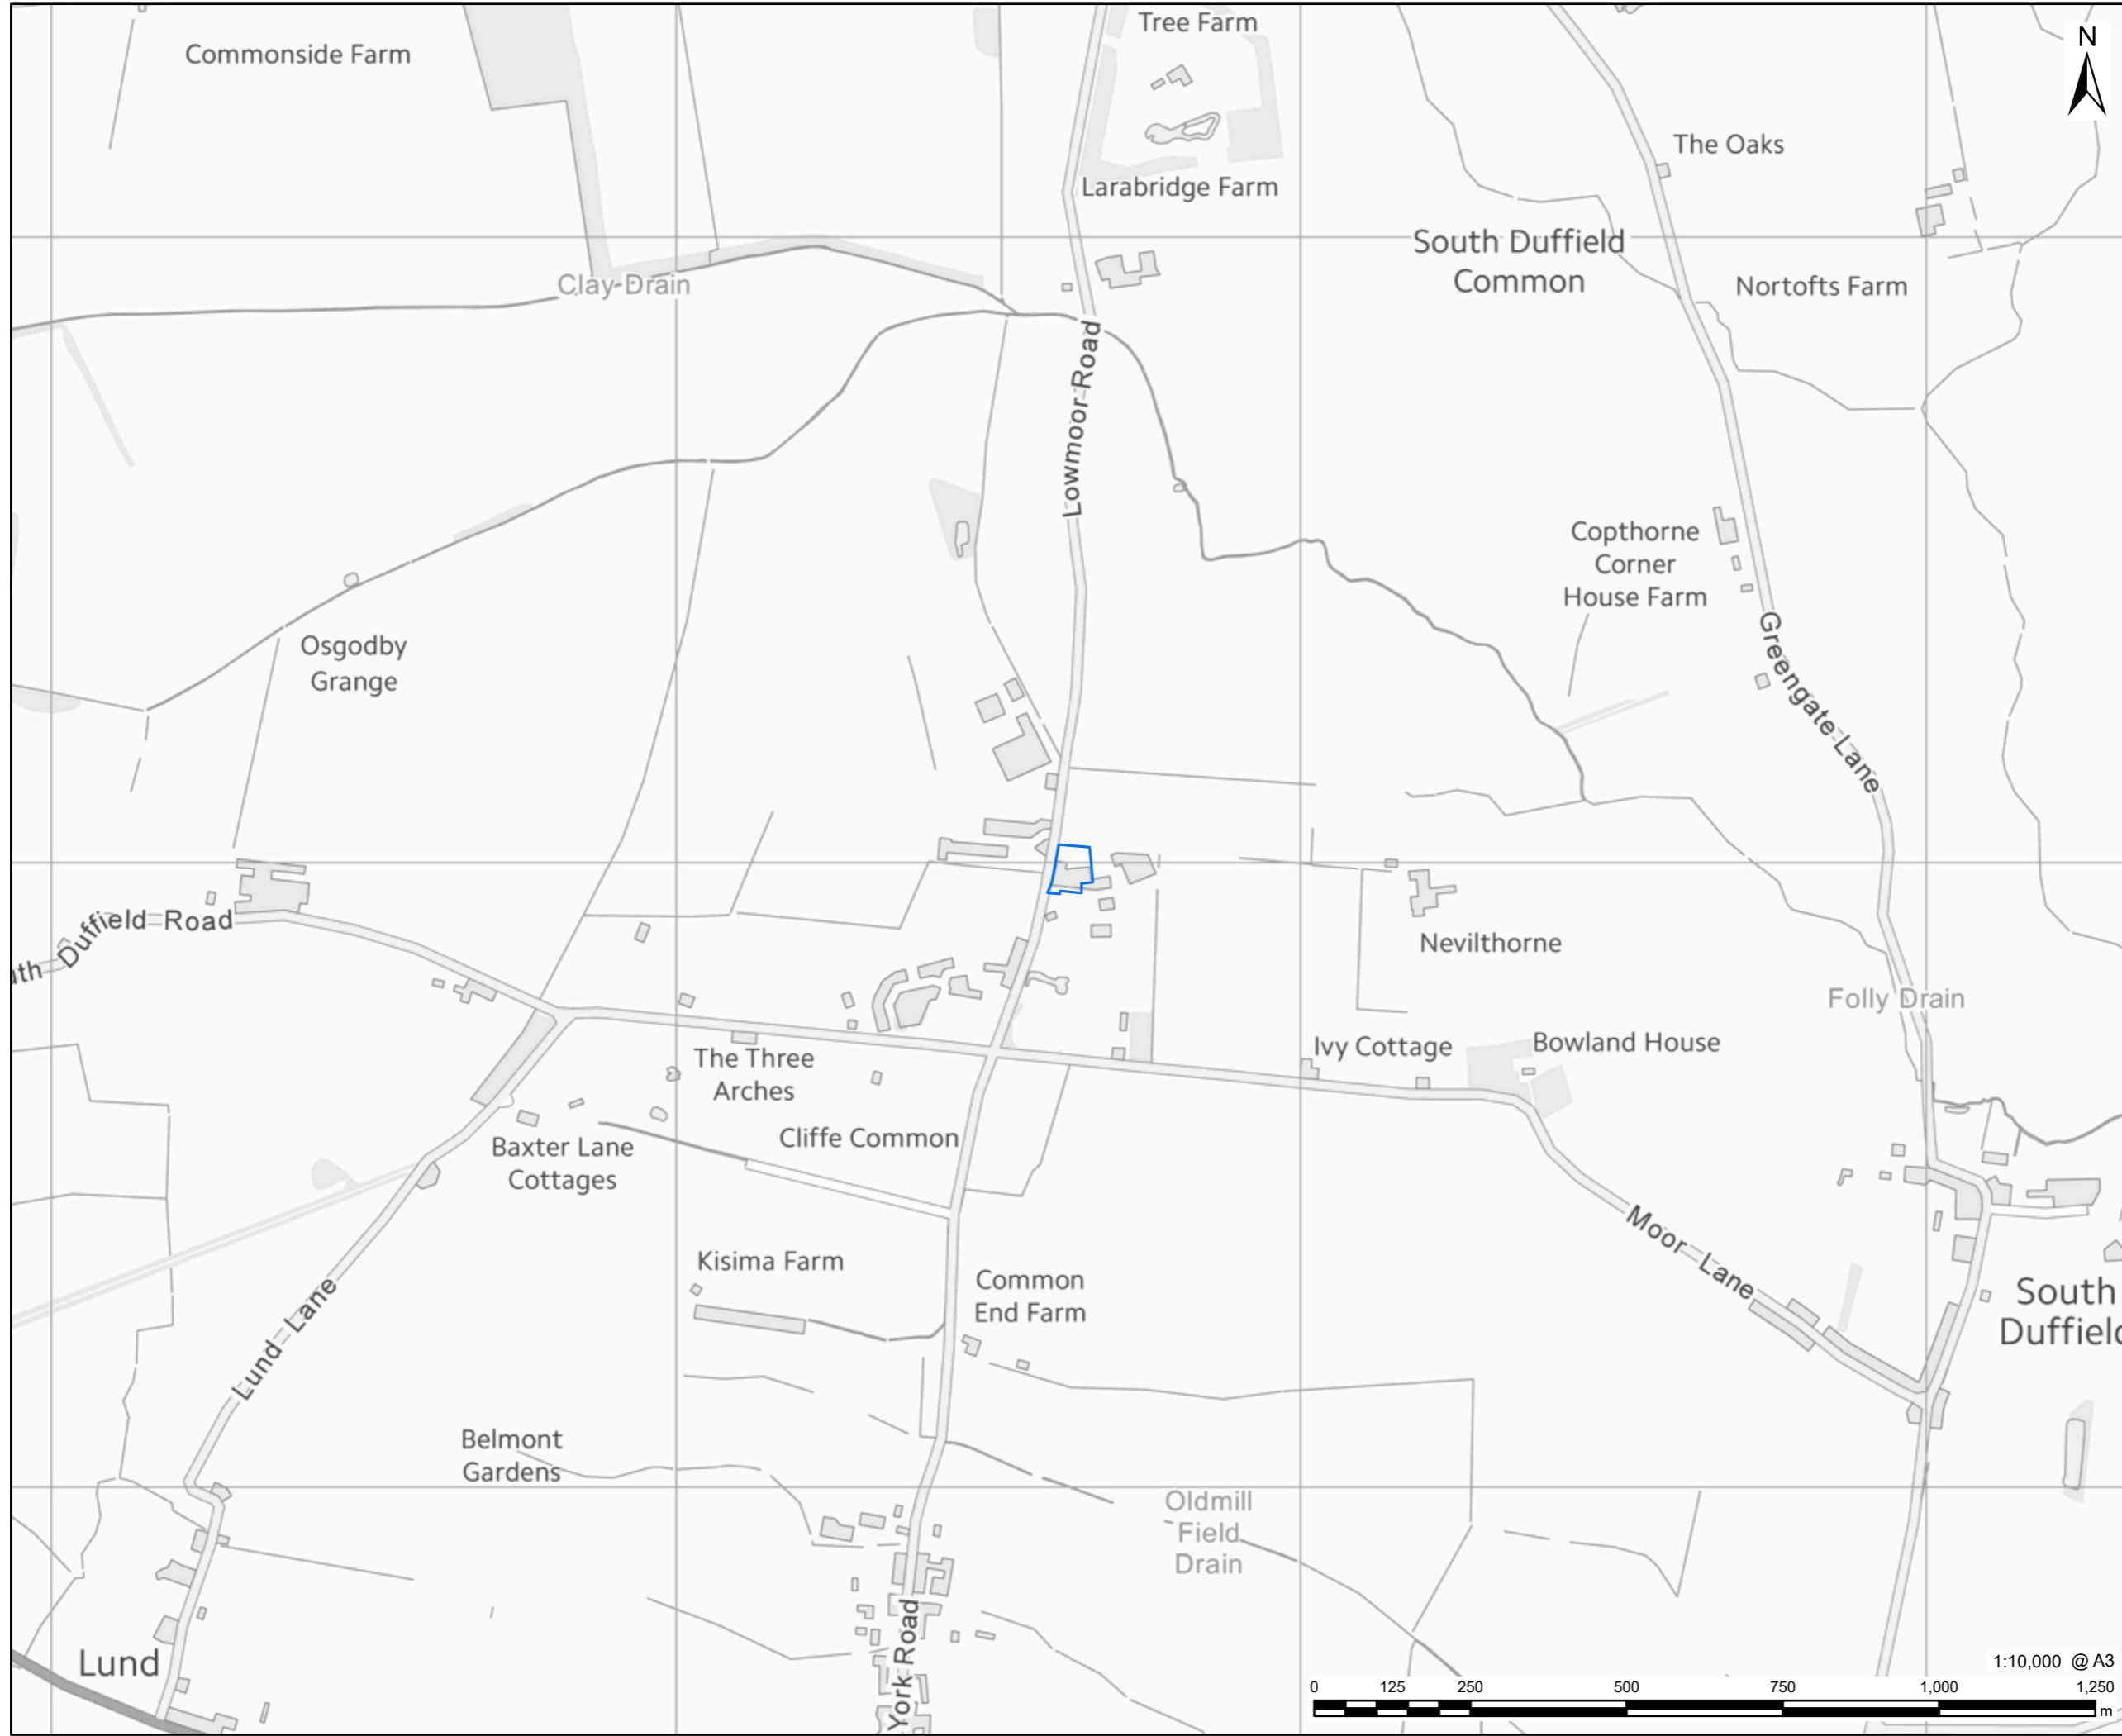 Tree Farm
Commonside Farm
N
The Oaks
Larabridge Farm
South Duffield
Common
Clay Drain
Nortofts Farm
Lowmoor Road
Copthorne
Corner
House Farm
Osgodby
Grange
Greengate Lane
uth Duffield Road
Nevilthorne
Folly Drain
Ivy Cottage
Bowland House
The Three
Arches
Cliffe Common
Baxter Lane
Cottages
Moor Lane
Kisima Farm
Common
End Farm
South
Duffield
Lund Lane
Belmont
Gardens
Oldmill
Field
Drain
York Road
Lund
1:10,000 @ A3
0 125 250 500 750 1,000 1,250
m